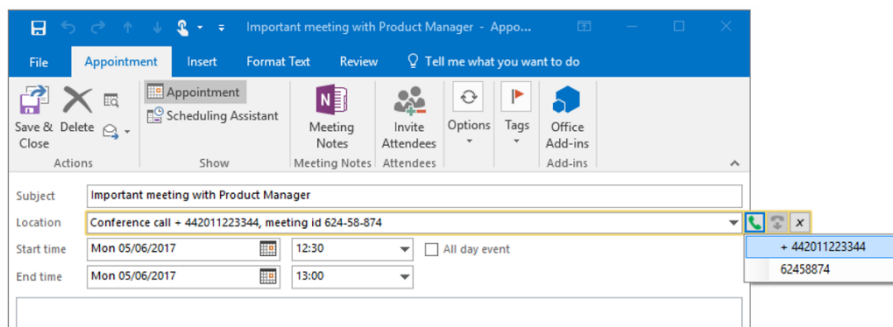 Important meeting with Product Manager - Appo...
File Appointment Insert Format Text Review Tell me what you want to do
Save & Close
Delete
Actions
Appointment
Scheduling Assistant
Show
Meeting Notes
Meeting Notes
Invite Attendees
Attendees
Options
Tags
Office Add-ins
Add-ins
Subject Important meeting with Product Manager
Location Conference call + 442011223344, meeting id 624-58-874 x
+ 442011223344
Start time Mon 05/06/2017 12:30 All day event
62458874
End time Mon 05/06/2017 13:00